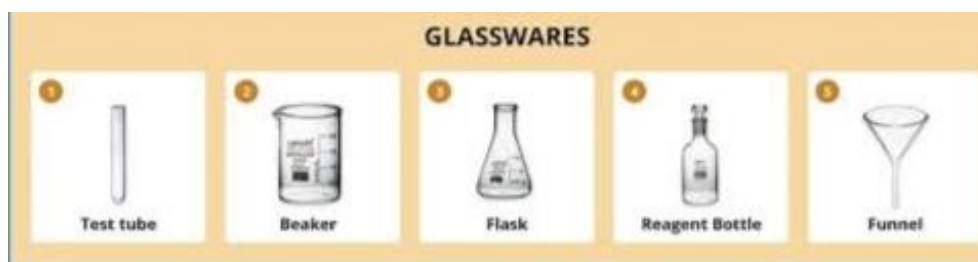 GLASSWARES
1
2
3
4
5
Test tube
Beaker
Flask
Reagent Bottle
Funnel